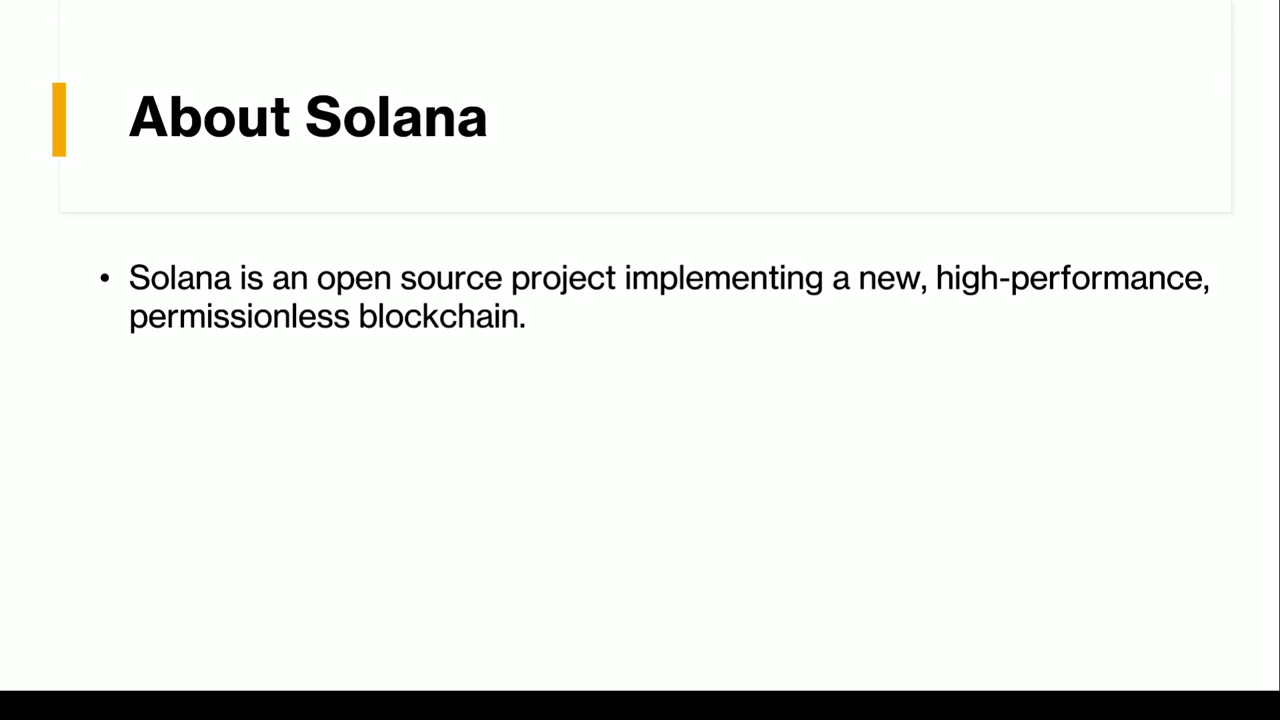 About Solana
• Solana is an open source project implementing a new, high-performance,
permissionless blockchain.